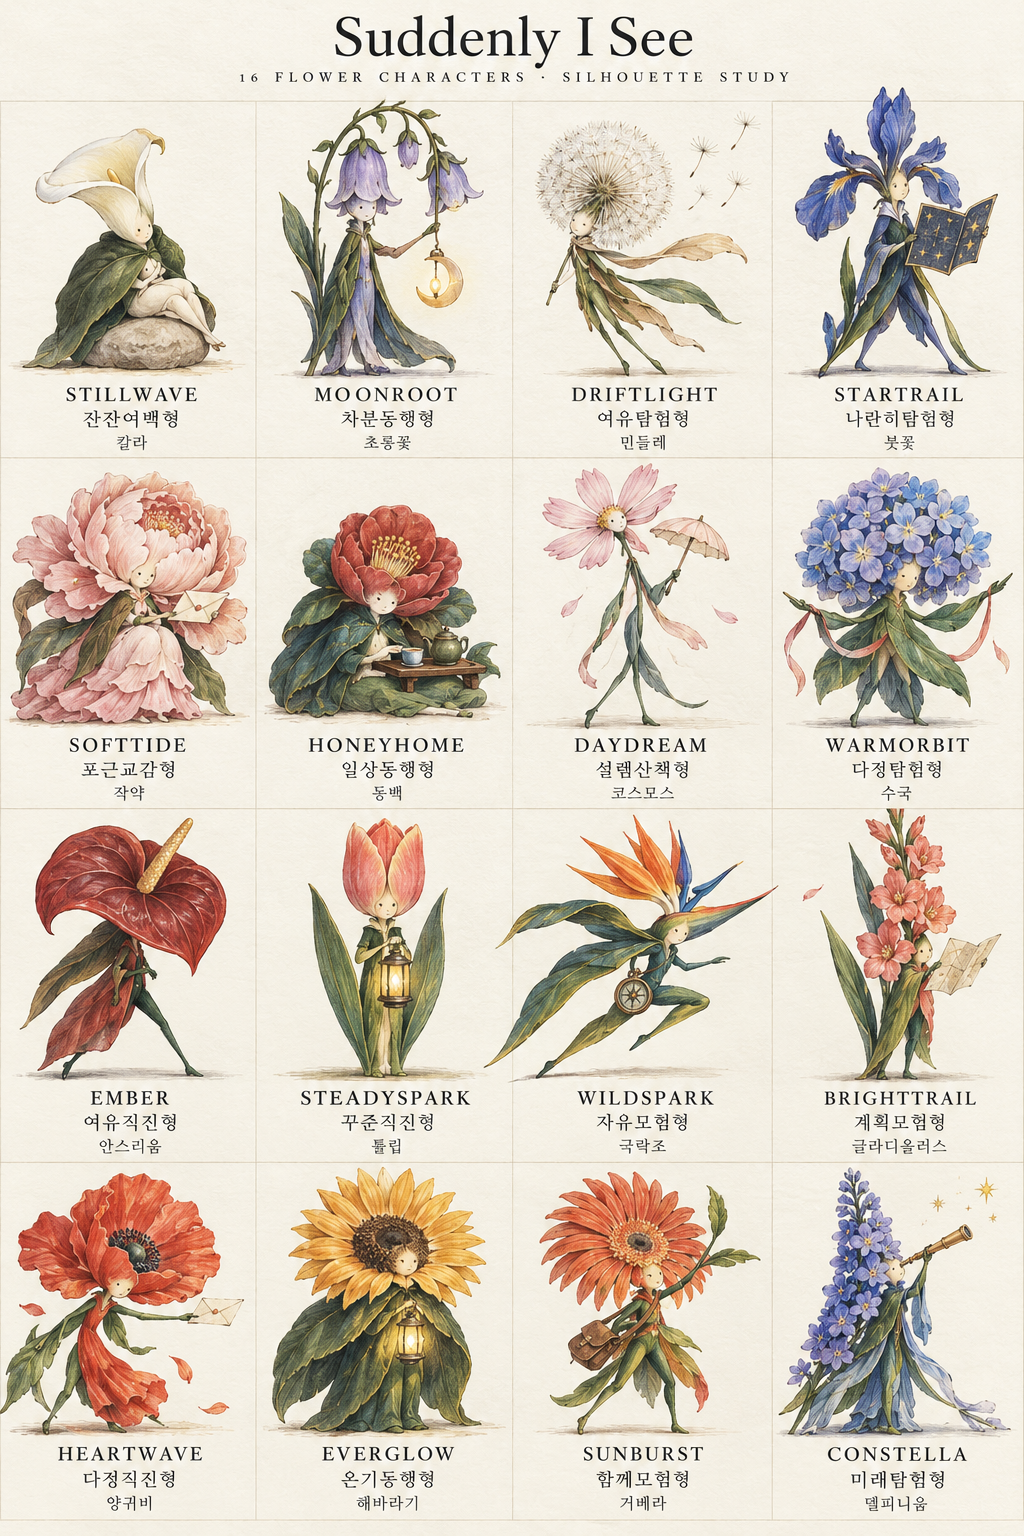 Suddenly I See
16 FLOWER CHARACTERS · SILHOUETTE STUDY
STILLWAVE
잔잔여백형
칼라
MOONROOT
차분동행형
초롱꽃
DRIFTLIGHT
여유탐험형
민들레
STARTRAIL
나란히탐험형
붓꽃
SOFTTIDE
포근교감형
작약
HONEYHOME
일상동행형
동백
DAYDREAM
설렘산책형
코스모스
WARMORBIT
다정탐험형
수국
EMBER
여유직진형
안스리움
STEADYSPARK
꾸준직진형
튤립
WILDSPARK
자유모험형
극락조
BRIGHTTRAIL
계획모험형
글라디올러스
HEARTWAVE
다정직진형
양귀비
EVERGLOW
온기동행형
해바라기
SUNBURST
함께모험형
거베라
CONSTELLA
미래탐험형
델피니움